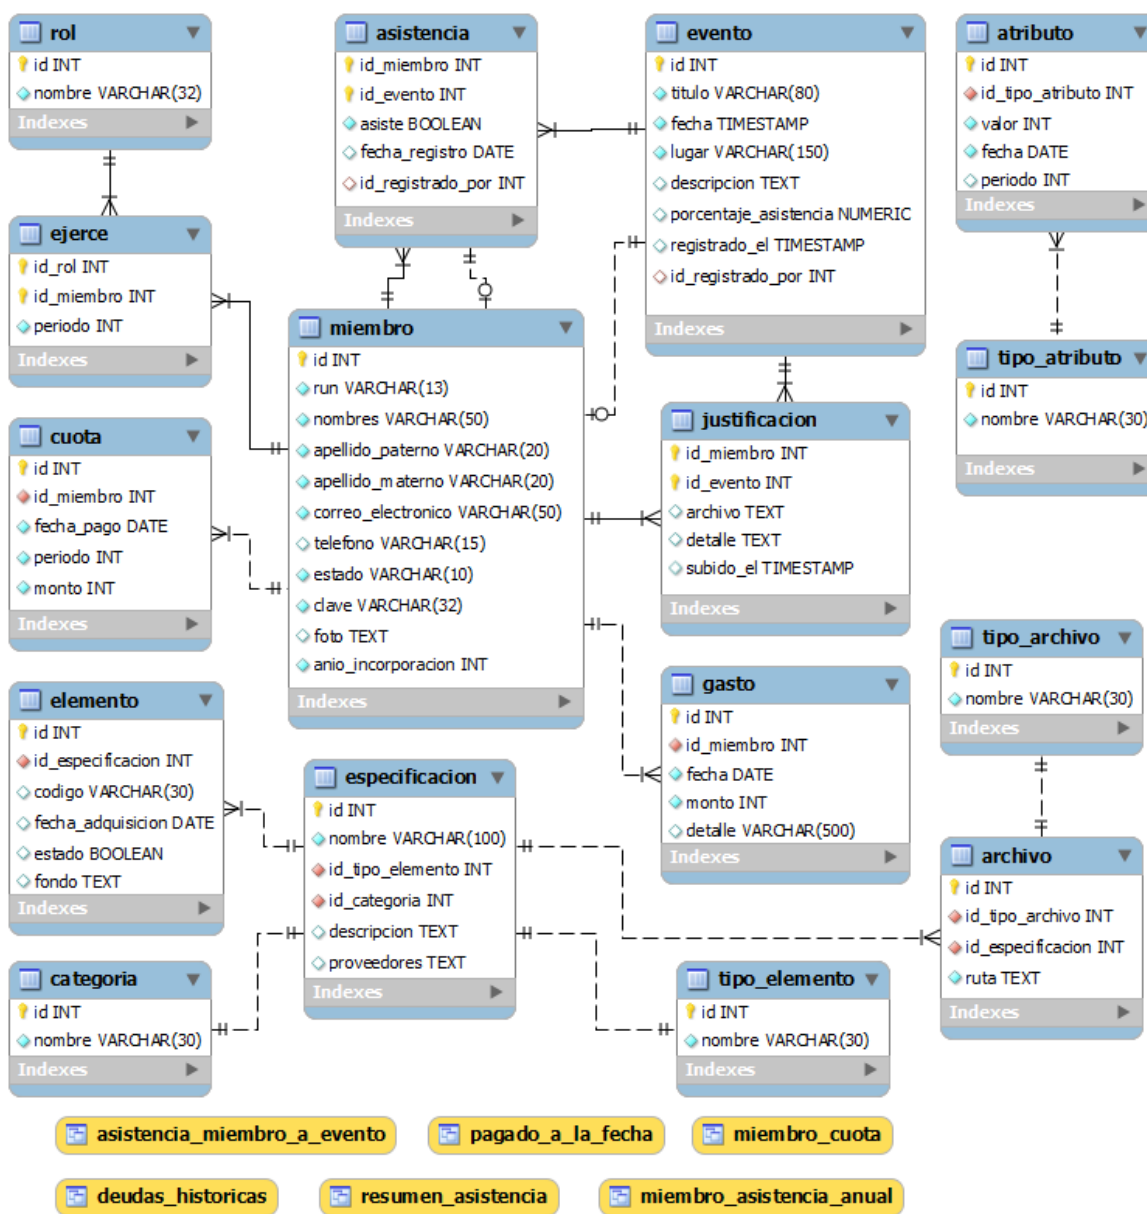 rol
id INT
nombre VARCHAR(32)
Indexes
asistencia
id_miembro INT
id_evento INT
asiste BOOLEAN
fecha_registro DATE
id_registrado_por INT
Indexes
evento
id INT
titulo VARCHAR(80)
fecha TIMESTAMP
lugar VARCHAR(150)
descripcion TEXT
porcentaje_asistencia NUMERIC
registrado_el TIMESTAMP
id_registrado_por INT
Indexes
atributo
id INT
id_tipo_atributo INT
valor INT
fecha DATE
periodo INT
Indexes
ejerce
id_rol INT
id_miembro INT
periodo INT
Indexes
miembro
id INT
run VARCHAR(13)
nombres VARCHAR(50)
apellido_paterno VARCHAR(20)
apellido_materno VARCHAR(20)
correo_electronico VARCHAR(50)
telefono VARCHAR(15)
estado VARCHAR(10)
clave VARCHAR(32)
foto TEXT
anio_incorporacion INT
Indexes
tipo_atributo
id INT
nombre VARCHAR(30)
Indexes
cuota
id INT
id_miembro INT
fecha_pago DATE
periodo INT
monto INT
Indexes
justificacion
id_miembro INT
id_evento INT
archivo TEXT
detalle TEXT
subido_el TIMESTAMP
Indexes
tipo_archivo
id INT
nombre VARCHAR(30)
Indexes
elemento
id INT
id_especificacion INT
codigo VARCHAR(30)
fecha_adquisicion DATE
estado BOOLEAN
fondo TEXT
Indexes
especificacion
id INT
nombre VARCHAR(100)
id_tipo_elemento INT
id_categoria INT
descripcion TEXT
proveedores TEXT
Indexes
gasto
id INT
id_miembro INT
fecha DATE
monto INT
detalle VARCHAR(500)
Indexes
archivo
id INT
id_tipo_archivo INT
id_especificacion INT
ruta TEXT
Indexes
categoria
id INT
nombre VARCHAR(30)
Indexes
tipo_elemento
id INT
nombre VARCHAR(30)
Indexes
asistencia_miembro_a_evento
pagado_a_la_fecha
miembro_cuota
deudas_historicas
resumen_asistencia
miembro_asistencia_anual